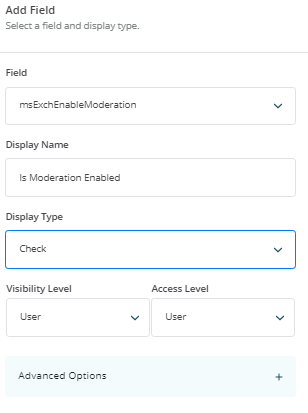 Add Field
Select a field and display type.
Field
msExchEnableModeration
Display Name
Is Moderation Enabled
Display Type
Check
Visibility Level Access Level
User User
Advanced Options +